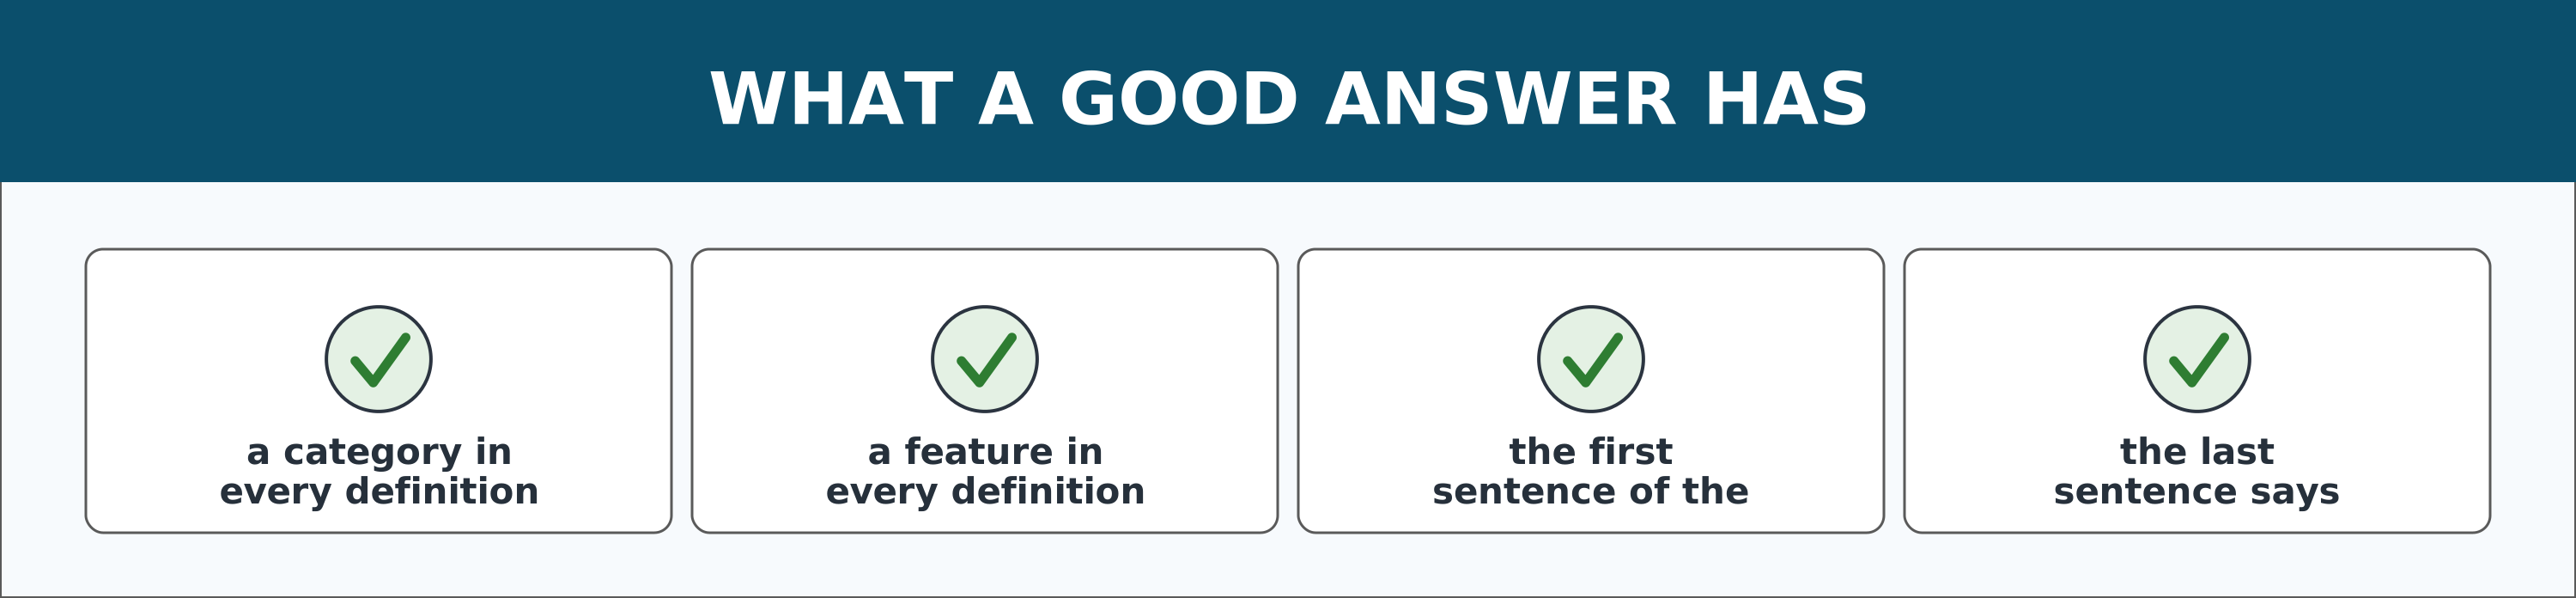 WHAT A GOOD ANSWER HAS
a category in
every definition
a feature in
every definition
the first
sentence of the
the last
sentence says